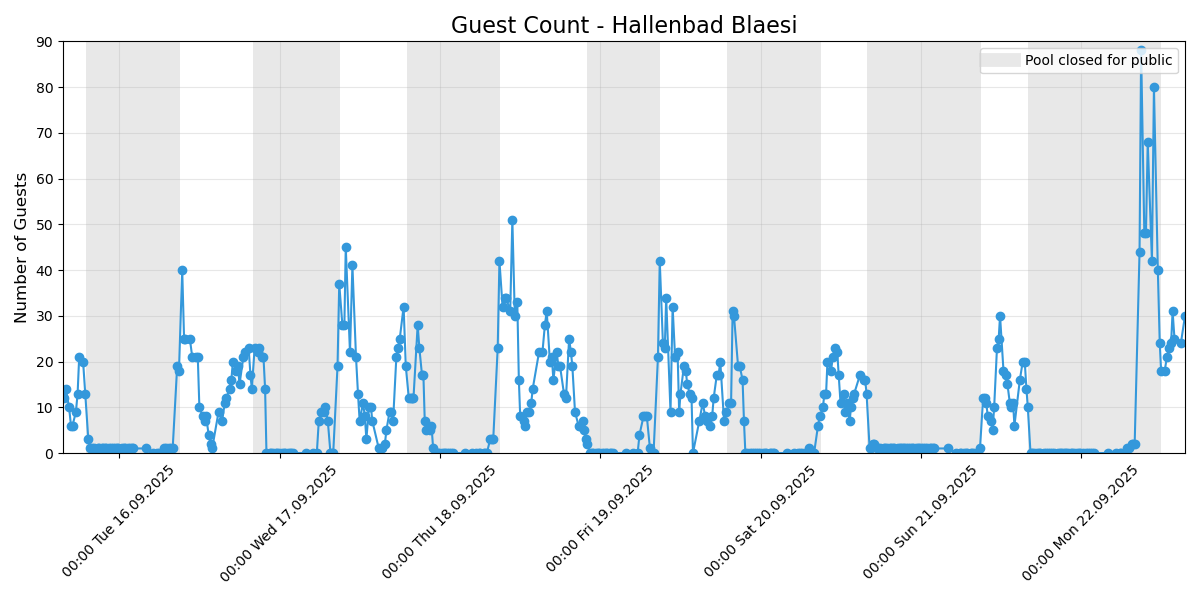 Guest Count - Hallenbad Blaesi
Pool closed for public
Number of Guests
90
80
70
60
50
40
30
20
10
0
00:00 Tue 16.09.2025
00:00 Wed 17.09.2025
00:00 Thu 18.09.2025
00:00 Fri 19.09.2025
00:00 Sat 20.09.2025
00:00 Sun 21.09.2025
00:00 Mon 22.09.2025